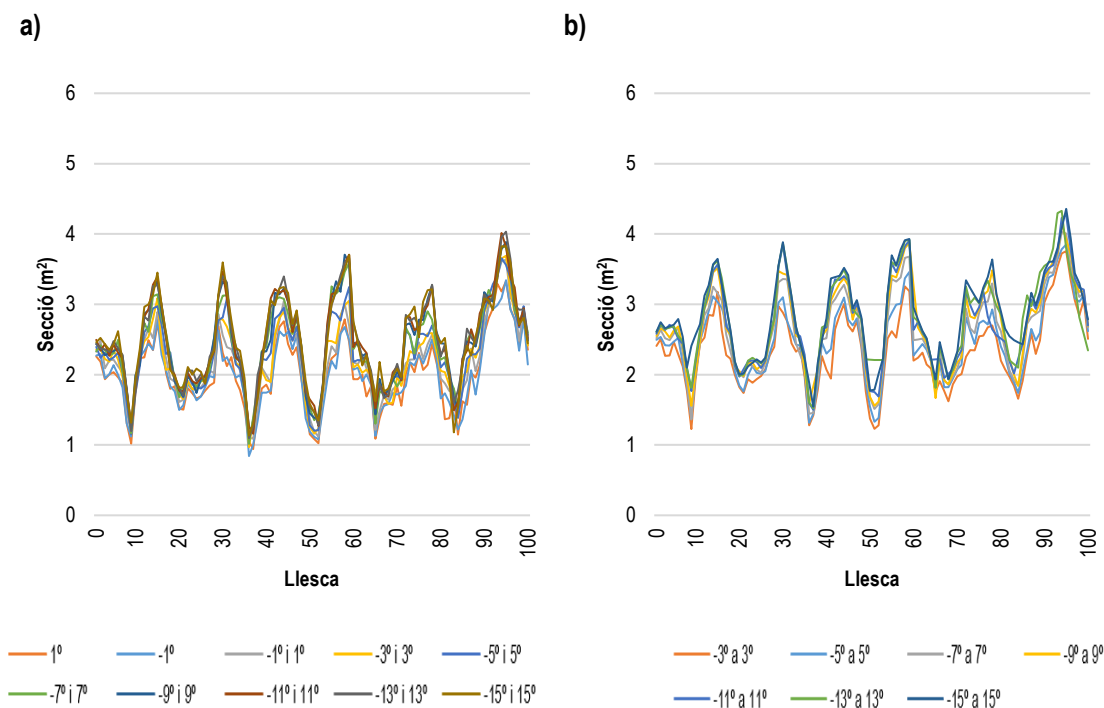 a)
6
5
4
3
2
1
0
Secció (m²)
0 10 20 30 40 50 60 70 80 90 100
Llesca
1º -1º -1º i 1º -3º i 3º -5º i 5º
-7º i 7º -9º i 9º -11º i 11º -13º i 13º -15º i 15º
b)
6
5
4
3
2
1
0
Secció (m²)
0 10 20 30 40 50 60 70 80 90 100
Llesca
-3º a 3º -5º a 5º -7º a 7º -9º a 9º
-11º a 11º -13º a 13º -15º a 15º